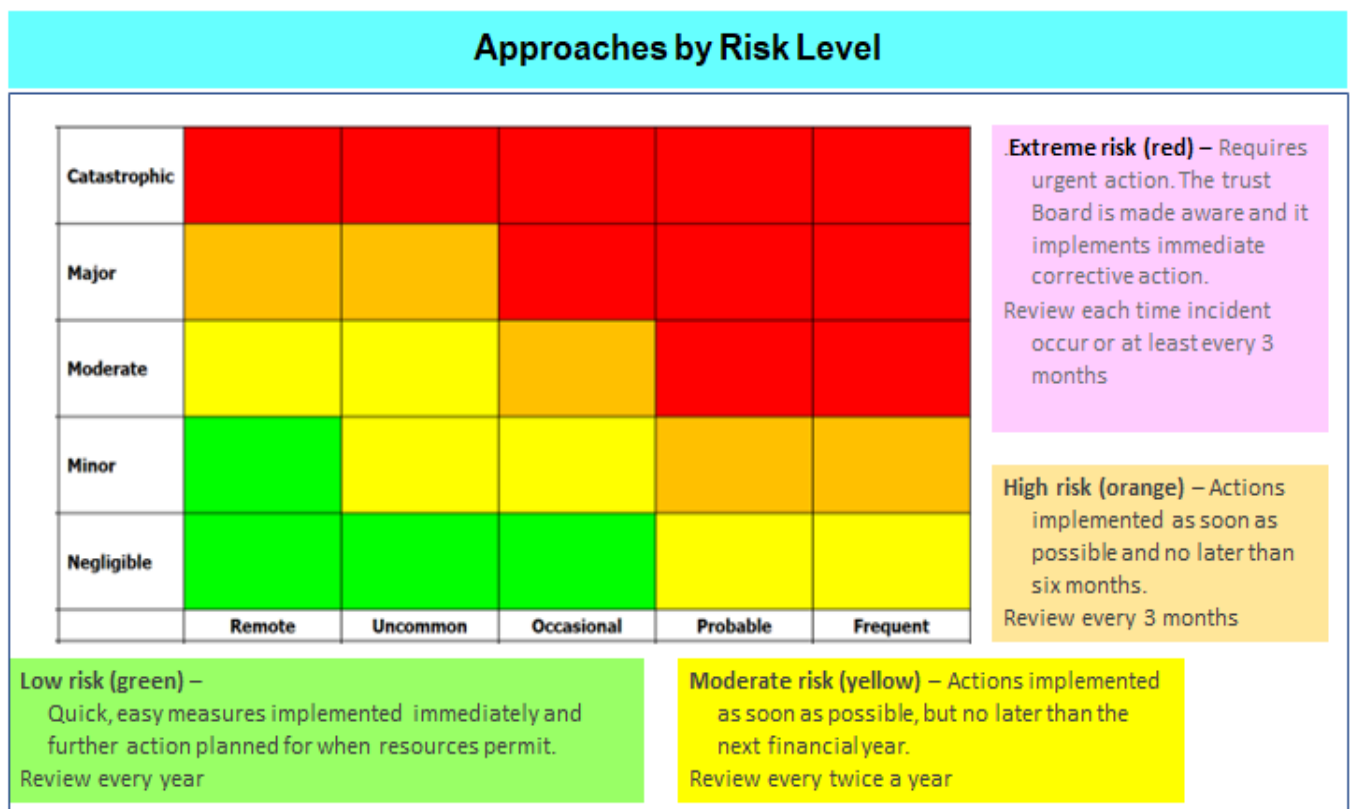 Approaches by Risk Level
Catastrophic
Major
Moderate
Minor
Negligible
Remote Uncommon Occasional Probable Frequent
.Extreme risk (red) – Requires
urgent action. The trust
Board is made aware and it
implements immediate
corrective action.
Review each time incident
occur or at least every 3
months
High risk (orange) – Actions
implemented as soon as
possible and no later than
six months.
Review every 3 months
Low risk (green) –
Quick, easy measures implemented immediately and
further action planned for when resources permit.
Review every year
Moderate risk (yellow) – Actions implemented
as soon as possible, but no later than the
next financial year.
Review every twice a year